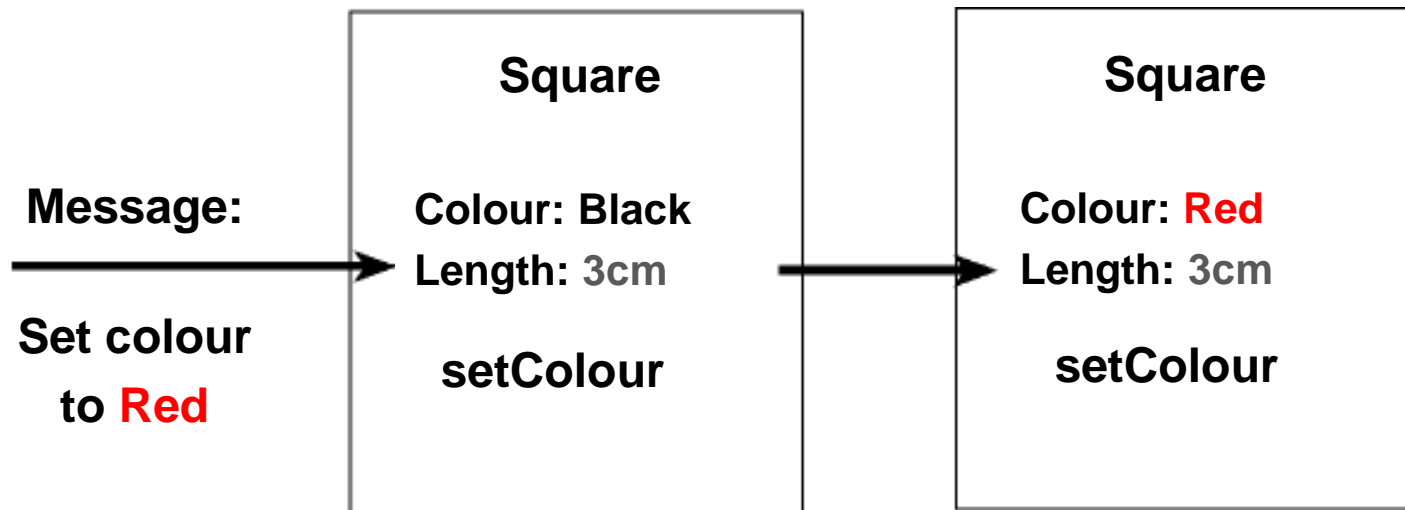 Message:
Set colour
to Red
Square
Colour: Black
Length: 3cm
setColour
Square
Colour: Red
Length: 3cm
setColour